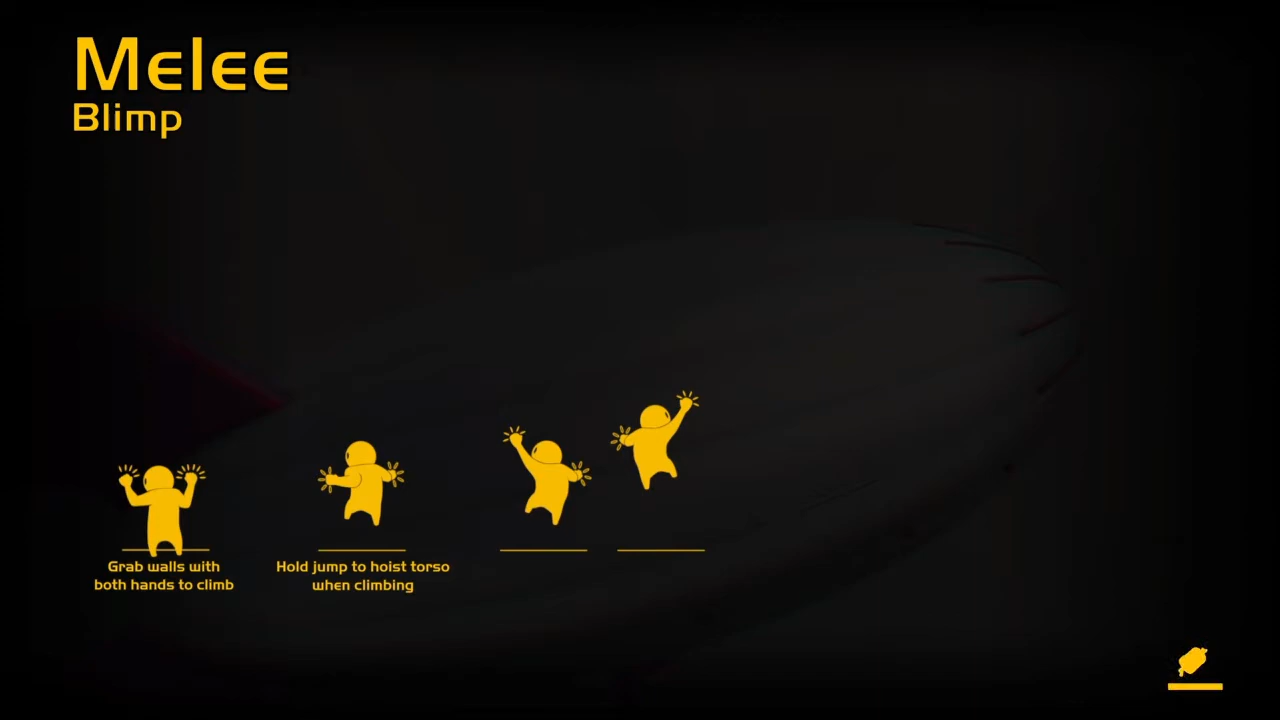 Melee
Blimp
Grab walls with
both hands to climb
Hold jump to hoist torso
when climbing